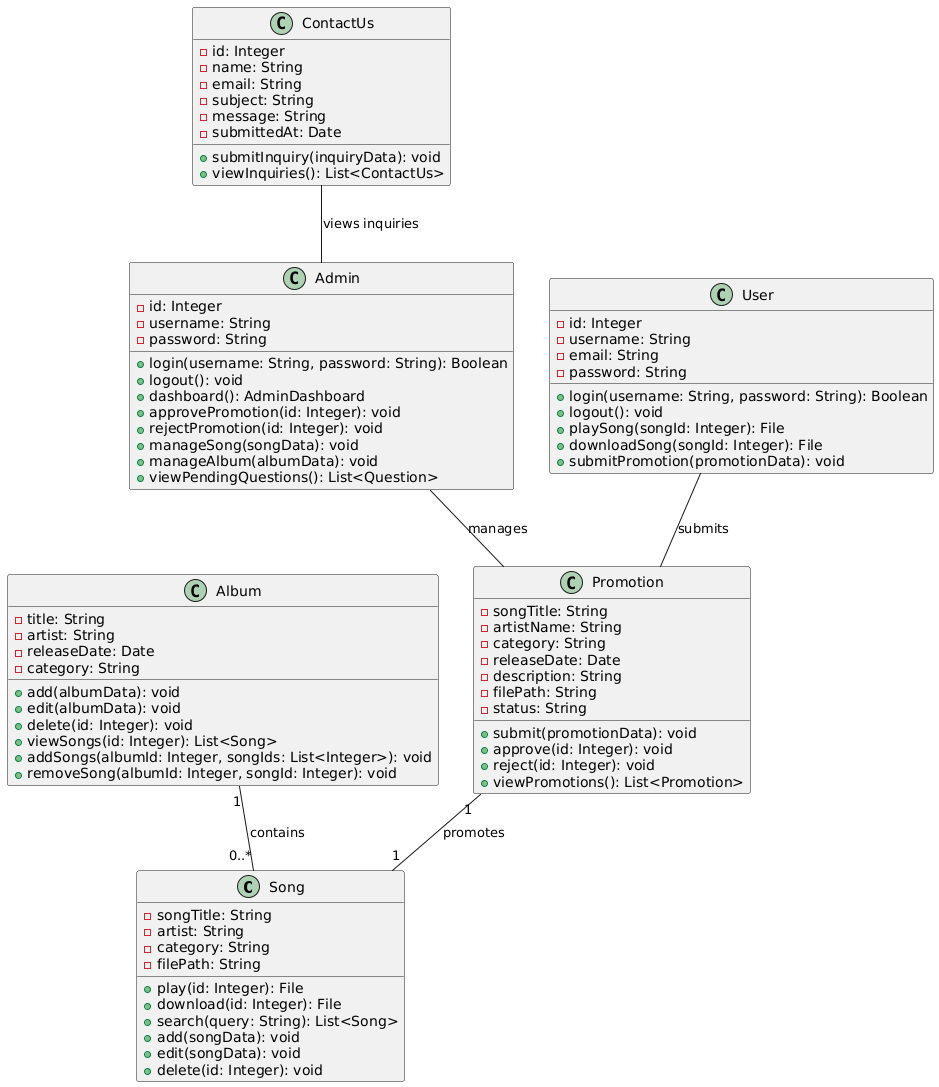 C ContactUs
id: Integer
name: String
email: String
subject: String
message: String
submittedAt: Date
submitInquiry(inquiryData): void
viewInquiries(): List<ContactUs>
views inquiries
C Admin
id: Integer
username: String
password: String
login(username: String, password: String): Boolean
logout(): void
dashboard(): AdminDashboard
approvePromotion(id: Integer): void
rejectPromotion(id: Integer): void
manageSong(songData): void
manageAlbum(albumData): void
viewPendingQuestions(): List<Question>
C User
id: Integer
username: String
email: String
password: String
login(username: String, password: String): Boolean
logout(): void
playSong(songId: Integer): File
downloadSong(songId: Integer): File
submitPromotion(promotionData): void
manages
submits
C Album
title: String
artist: String
releaseDate: Date
category: String
add(albumData): void
edit(albumData): void
delete(id: Integer): void
viewSongs(id: Integer): List<Song>
addSongs(albumId: Integer, songIds: List<Integer>): void
removeSong(albumId: Integer, songId: Integer): void
C Promotion
songTitle: String
artistName: String
category: String
releaseDate: Date
description: String
filePath: String
status: String
submit(promotionData): void
approve(id: Integer): void
reject(id: Integer): void
viewPromotions(): List<Promotion>
1
contains
0..*
1
promotes
1
C Song
songTitle: String
artist: String
category: String
filePath: String
play(id: Integer): File
download(id: Integer): File
search(query: String): List<Song>
add(songData): void
edit(songData): void
delete(id: Integer): void